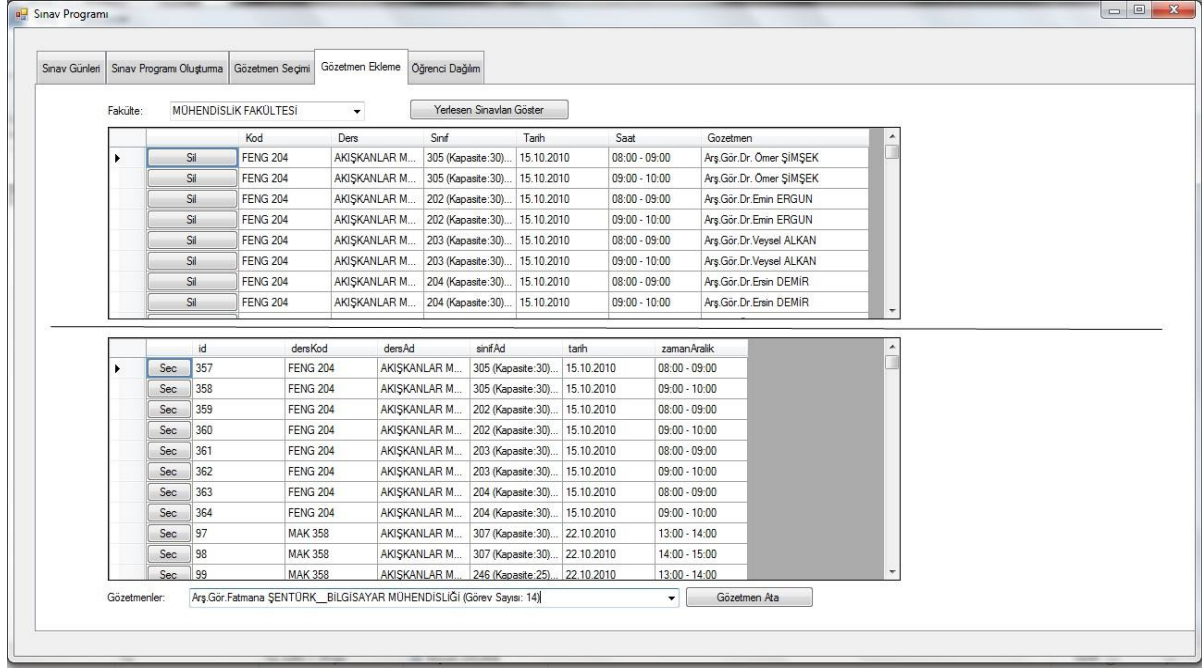 Sınav Programı
Sınav Günleri Sınav Programı Oluşturma Gözetmen Seçimi Gözetmen Ekleme Öğrenci Dağılım
Fakülte: MÜHENDİSLİK FAKÜLTESİ Yerlesen Sınavları Göster
Kod Ders Sınıf Tarih Saat Gozetmen
Sil FENG 204 AKIŞKANLAR M... 305 (Kapasite:30)... 15.10.2010 08:00 - 09:00 Arş.Gör.Dr. Ömer ŞİMŞEK
Sil FENG 204 AKIŞKANLAR M... 305 (Kapasite:30)... 15.10.2010 09:00 - 10:00 Arş.Gör.Dr. Ömer ŞİMŞEK
Sil FENG 204 AKIŞKANLAR M... 202 (Kapasite:30)... 15.10.2010 08:00 - 09:00 Arş.Gör.Dr.Emin ERGUN
Sil FENG 204 AKIŞKANLAR M... 202 (Kapasite:30)... 15.10.2010 09:00 - 10:00 Arş.Gör.Dr.Emin ERGUN
Sil FENG 204 AKIŞKANLAR M... 203 (Kapasite:30)... 15.10.2010 08:00 - 09:00 Arş.Gör.Dr.Veysel ALKAN
Sil FENG 204 AKIŞKANLAR M... 203 (Kapasite:30)... 15.10.2010 09:00 - 10:00 Arş.Gör.Dr.Veysel ALKAN
Sil FENG 204 AKIŞKANLAR M... 204 (Kapasite:30)... 15.10.2010 08:00 - 09:00 Arş.Gör.Dr.Ersin DEMİR
Sil FENG 204 AKIŞKANLAR M... 204 (Kapasite:30)... 15.10.2010 09:00 - 10:00 Arş.Gör.Dr.Ersin DEMİR
id dersKod dersAd sinifAd tarih zamanAralik
Sec 357 FENG 204 AKIŞKANLAR M... 305 (Kapasite:30)... 15.10.2010 08:00 - 09:00
Sec 358 FENG 204 AKIŞKANLAR M... 305 (Kapasite:30)... 15.10.2010 09:00 - 10:00
Sec 359 FENG 204 AKIŞKANLAR M... 202 (Kapasite:30)... 15.10.2010 08:00 - 09:00
Sec 360 FENG 204 AKIŞKANLAR M... 202 (Kapasite:30)... 15.10.2010 09:00 - 10:00
Sec 361 FENG 204 AKIŞKANLAR M... 203 (Kapasite:30)... 15.10.2010 08:00 - 09:00
Sec 362 FENG 204 AKIŞKANLAR M... 203 (Kapasite:30)... 15.10.2010 09:00 - 10:00
Sec 363 FENG 204 AKIŞKANLAR M... 204 (Kapasite:30)... 15.10.2010 08:00 - 09:00
Sec 364 FENG 204 AKIŞKANLAR M... 204 (Kapasite:30)... 15.10.2010 09:00 - 10:00
Sec 97 MAK 358 AKIŞKANLAR M... 307 (Kapasite:30)... 22.10.2010 13:00 - 14:00
Sec 98 MAK 358 AKIŞKANLAR M... 307 (Kapasite:30)... 22.10.2010 14:00 - 15:00
Sec 99 MAK 358 AKIŞKANLAR M... 246 (Kapasite:25)... 22.10.2010 13:00 - 14:00
Gözetmenler: Arş.Gör.Fatmana ŞENTÜRK__BİLGİSAYAR MÜHENDİSLİĞİ (Görev Sayısı: 14) Gözetmen Ata